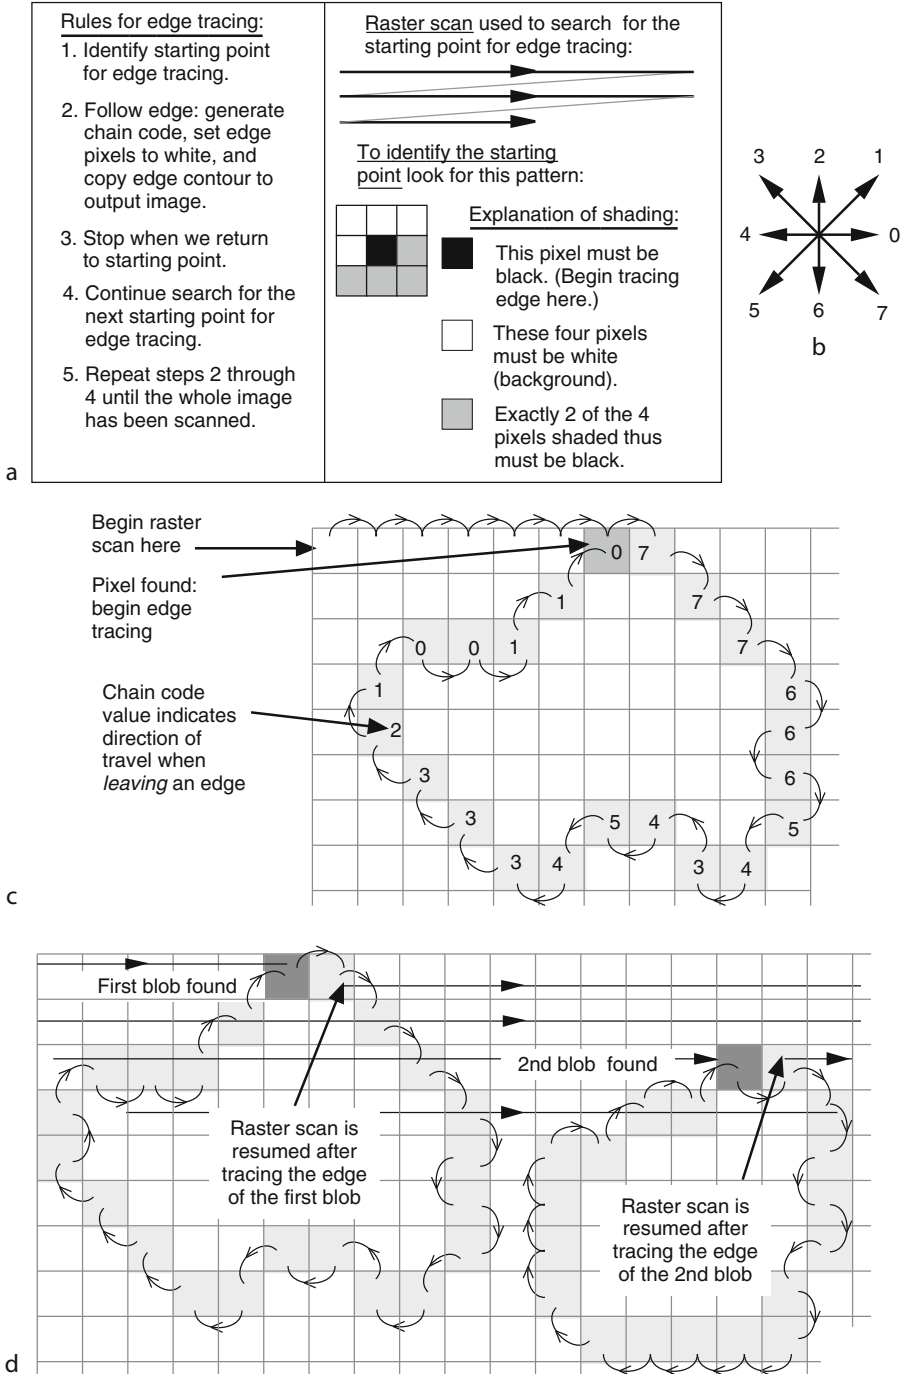 Rules for edge tracing:
1. Identify starting point
for edge tracing.
2. Follow edge: generate
chain code, set edge
pixels to white, and
copy edge contour to
output image.
3. Stop when we return
to starting point.
4. Continue search for the
next starting point for
edge tracing.
5. Repeat steps 2 through
4 until the whole image
has been scanned.
Raster scan used to search for the
starting point for edge tracing:
To identify the starting
point look for this pattern:
Explanation of shading:
This pixel must be
black. (Begin tracing
edge here.)
These four pixels
must be white
(background).
Exactly 2 of the 4
pixels shaded thus
must be black.
a
3 2 1
4 0
5 6 7
b
Begin raster
scan here
Pixel found:
begin edge
tracing
Chain code
value indicates
direction of
travel when
leaving an edge
0 7
1 7
0 0 1 7
1 6
2 6
3 6
3 5 4 5
3 4 3 4
c
First blob found
2nd blob found
Raster scan is
resumed after
tracing the edge
of the first blob
Raster scan is
resumed after
tracing the edge
of the 2nd blob
d